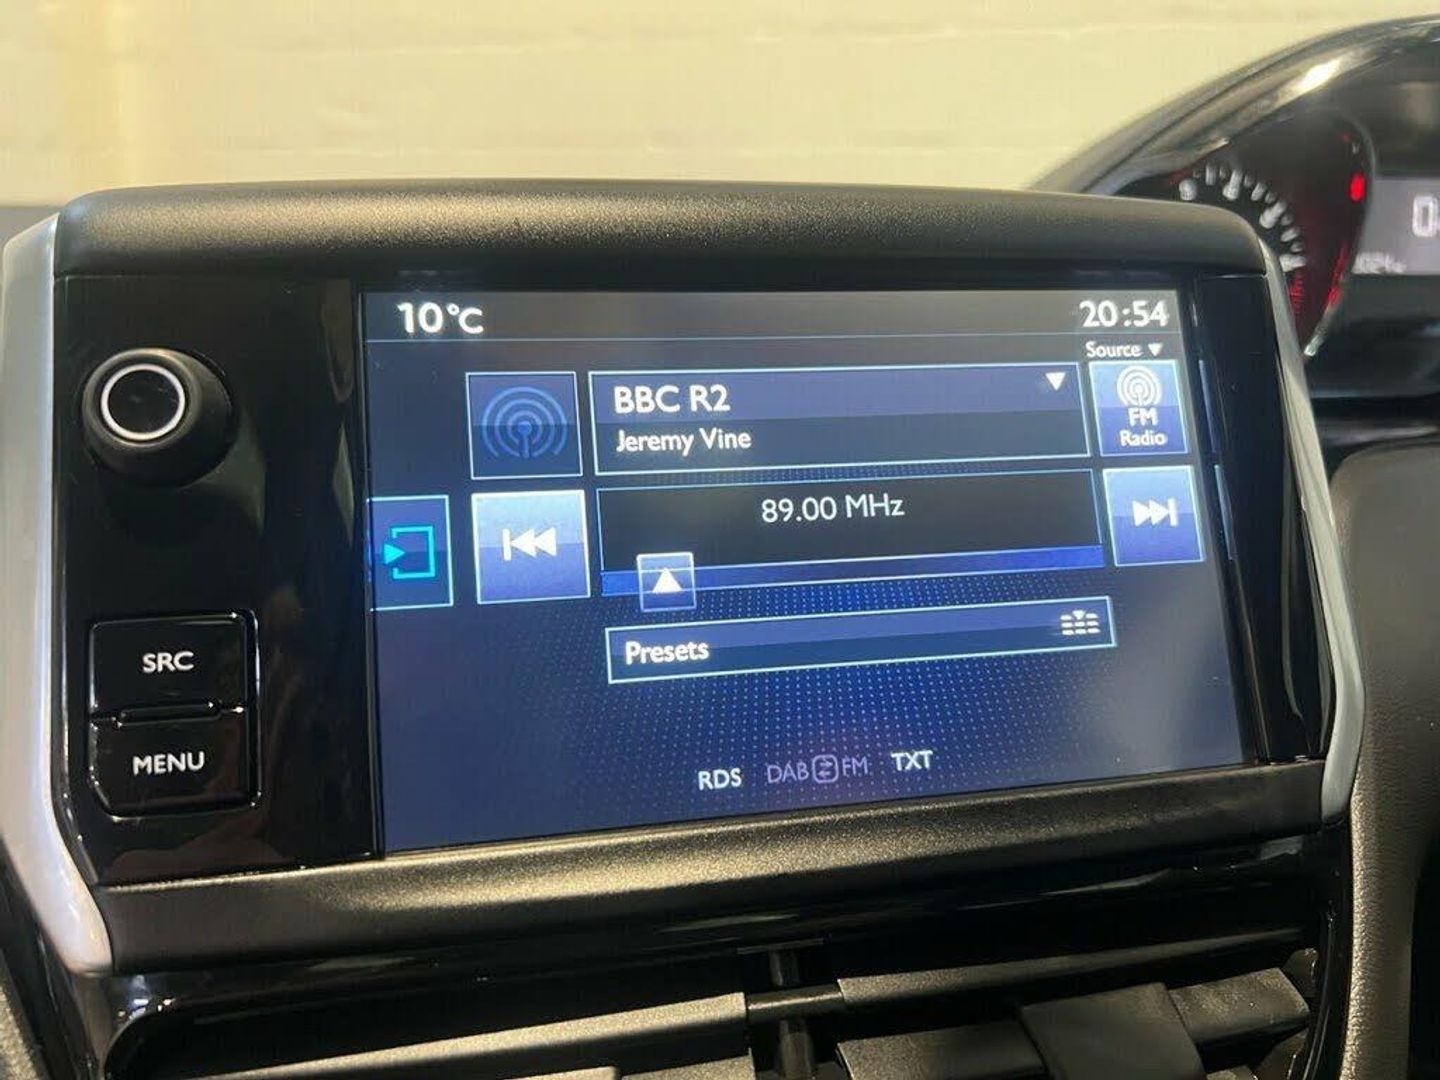 10°C
20:54
Source
BBC R2
Jeremy Vine
FM
Radio
89.00 MHz
Presets
SRC
MENU
RDS
DAB FM
TXT